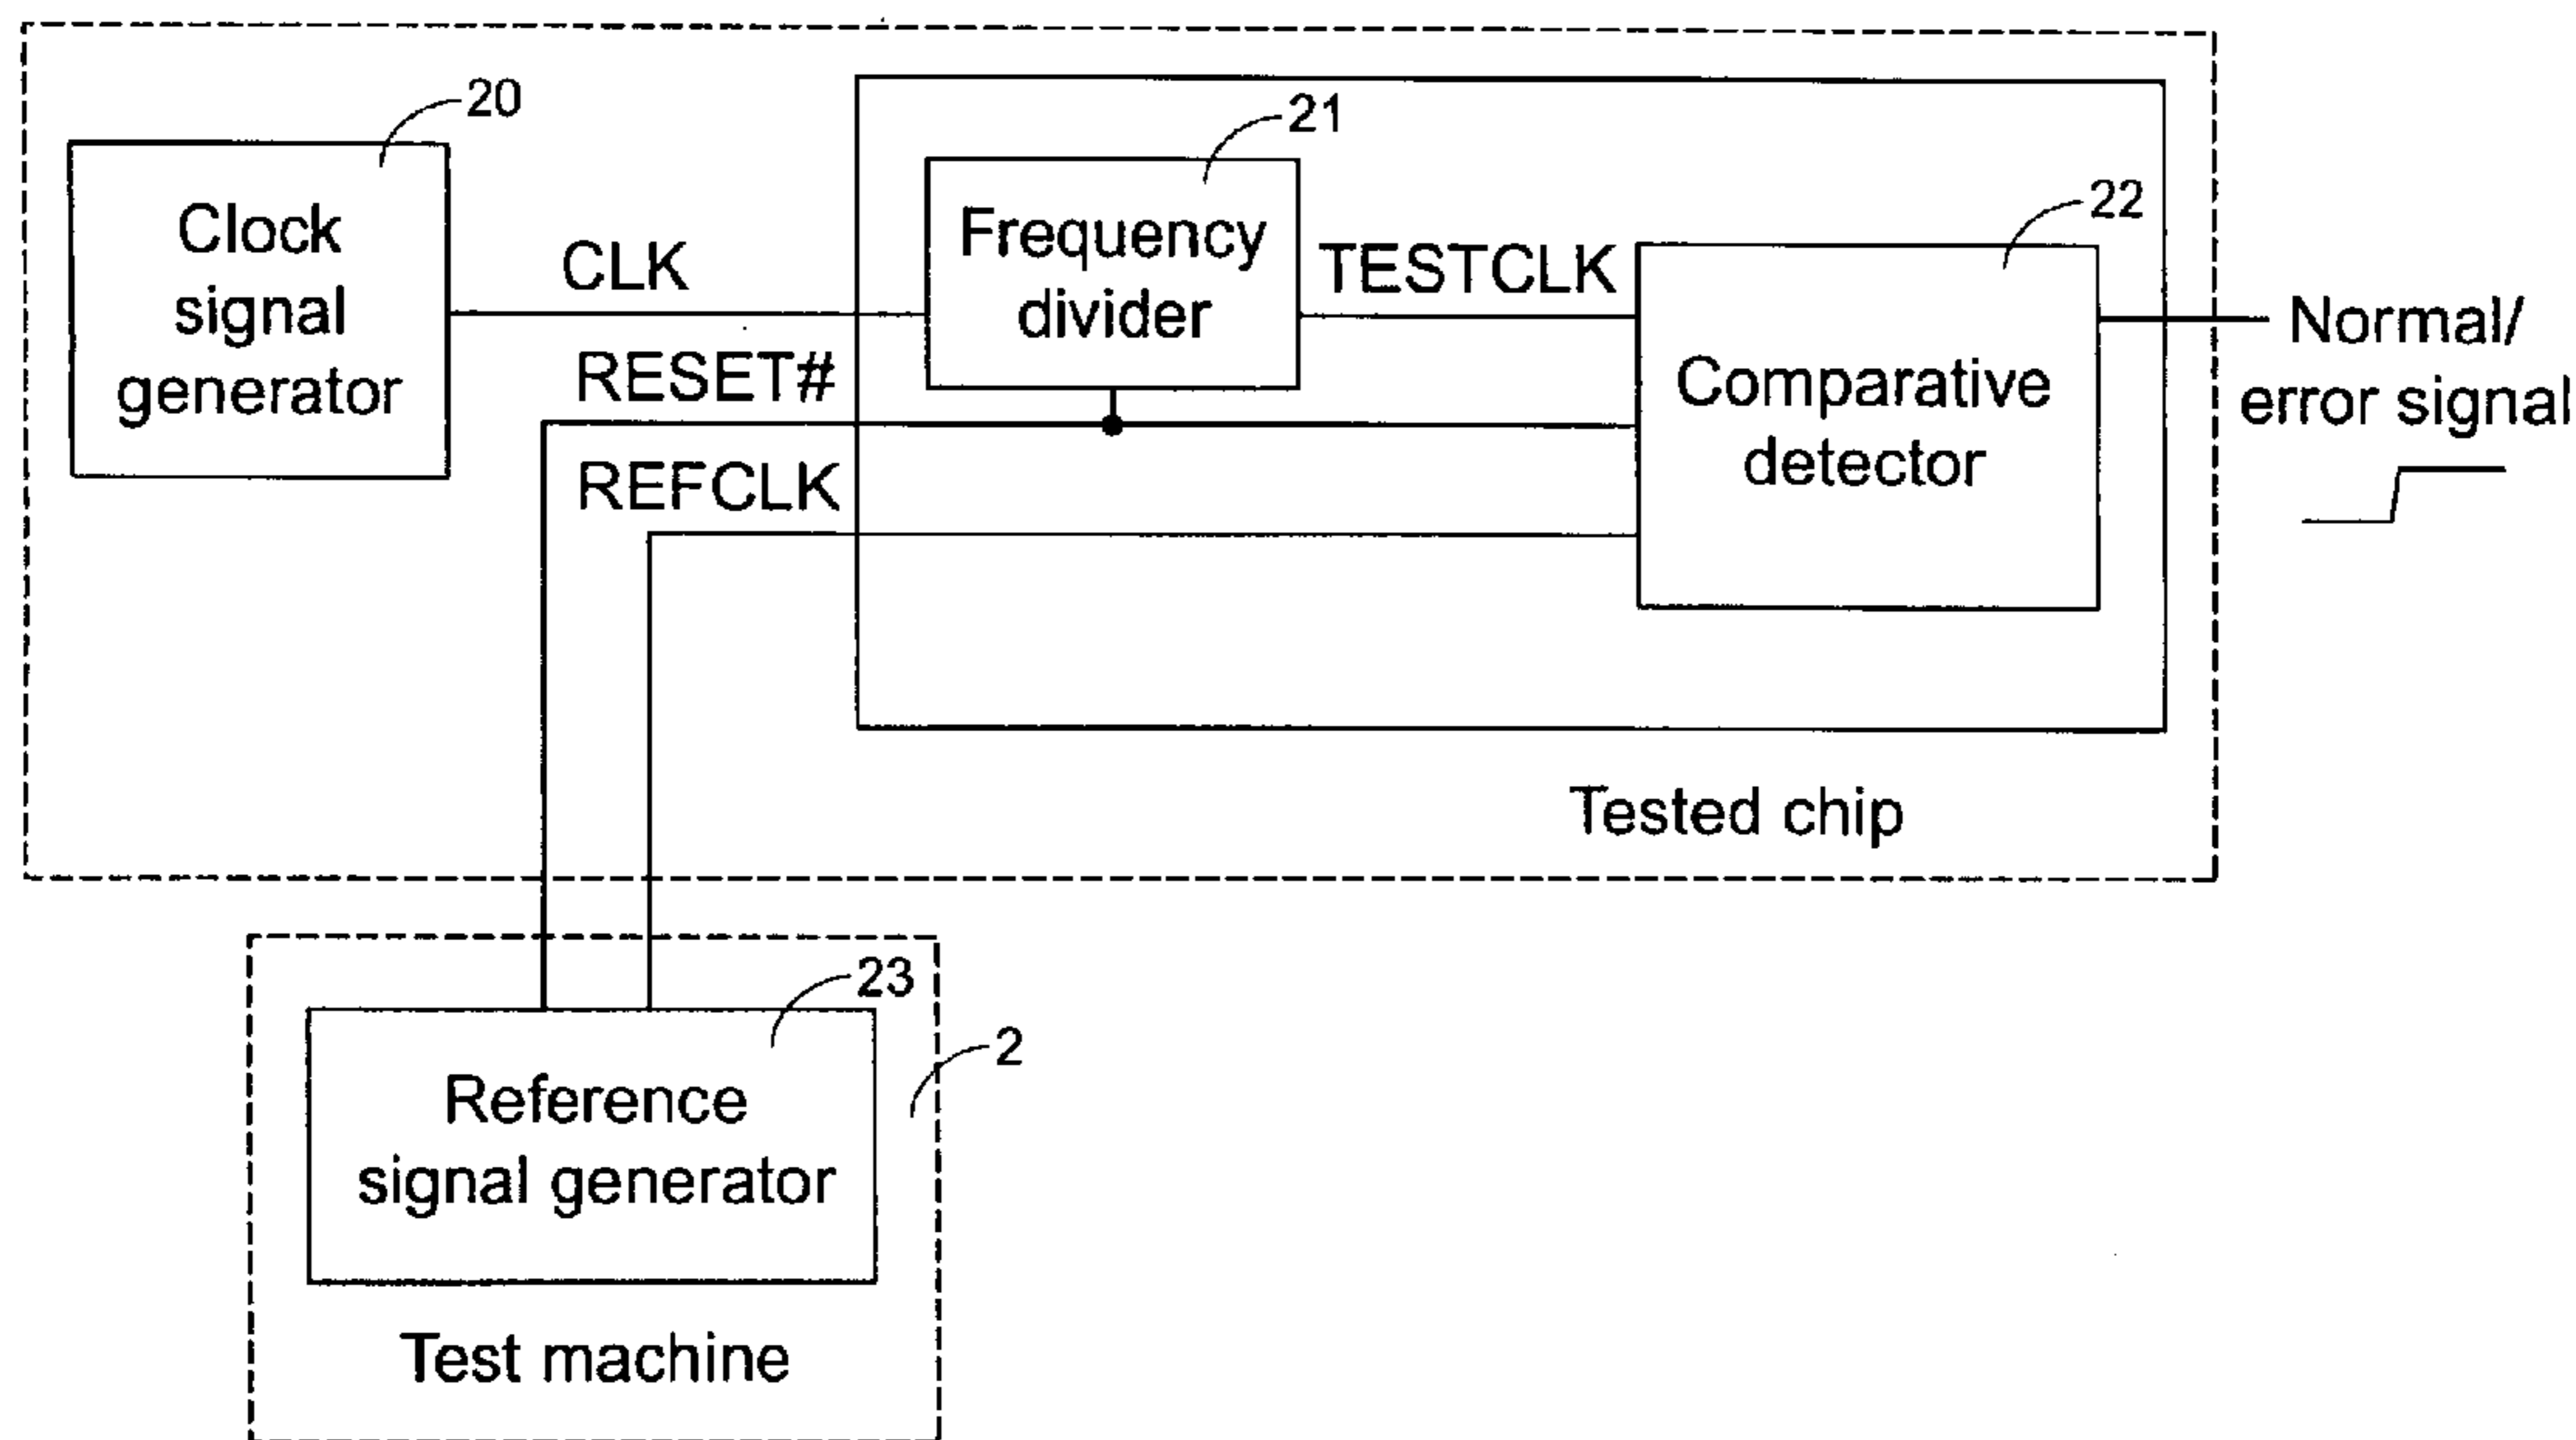 20
Clock
signal
generator
CLK
RESET#
REFCLK
21
Frequency
divider
TESTCLK
22
Comparative
detector
Normal/
error signal
Tested chip
23
2
Reference
signal generator
Test machine